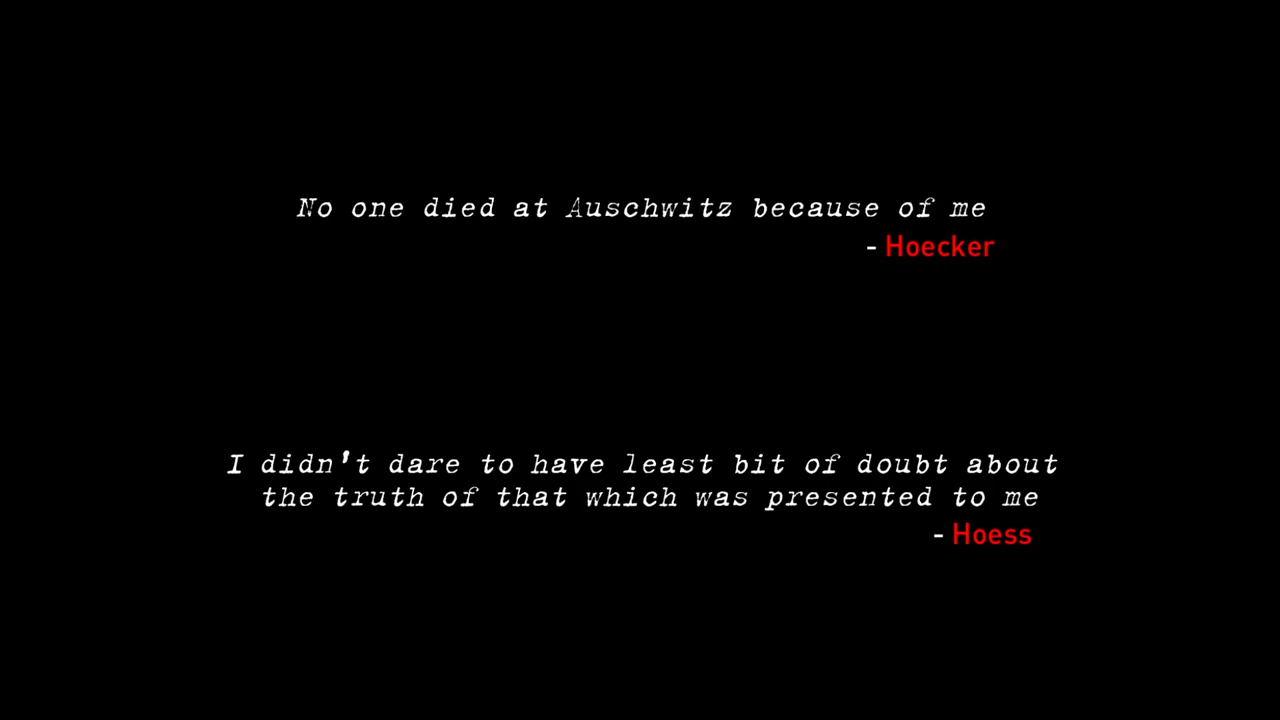 No one died at Auschwitz because of me
- Hoecker
I didn't dare to have least bit of doubt about
the truth of that which was presented to me
- Hoess